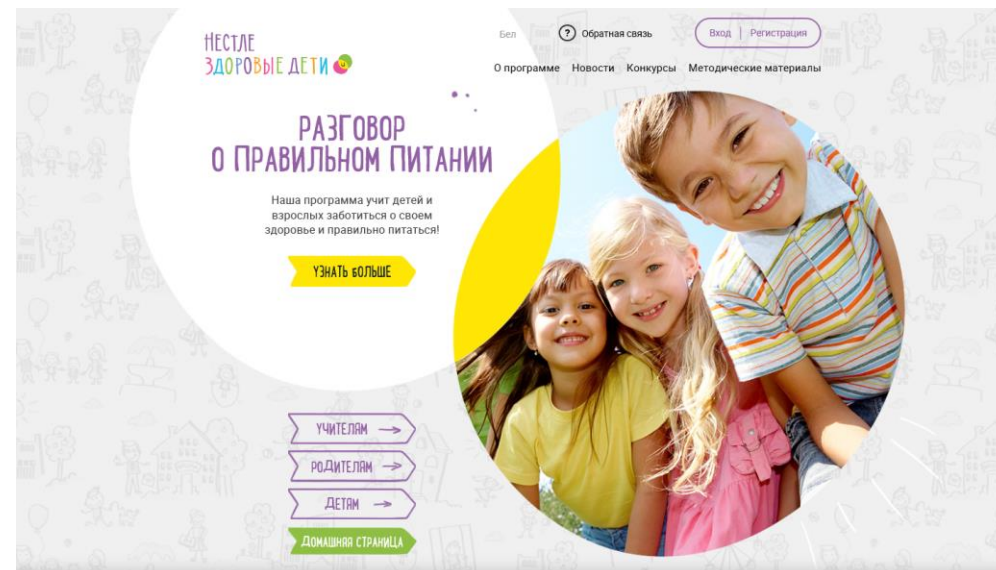 Нестле
Здоровые дети
Бел
? Обратная связь
Вход | Регистрация
О программе Новости Конкурсы Методические материалы
Разговор
о Правильном Питании
Наша программа учит детей и
взрослых заботиться о своем
здоровье и правильно питаться!
Узнать больше
Учителям
Родителям
Детям
Домашняя страница